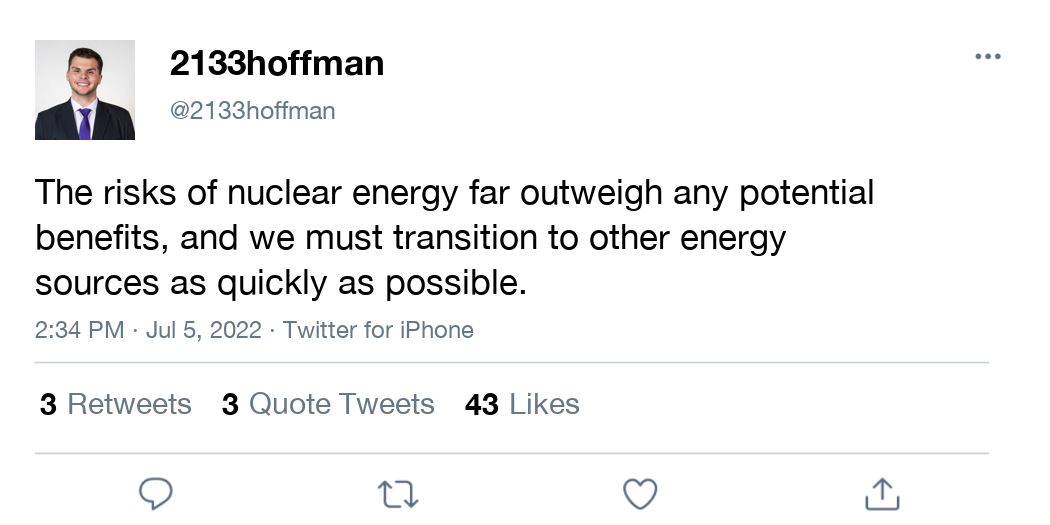 2133hoffman
@2133hoffman
The risks of nuclear energy far outweigh any potential
benefits, and we must transition to other energy
sources as quickly as possible.
2:34 PM · Jul 5, 2022 · Twitter for iPhone
3 Retweets 3 Quote Tweets 43 Likes